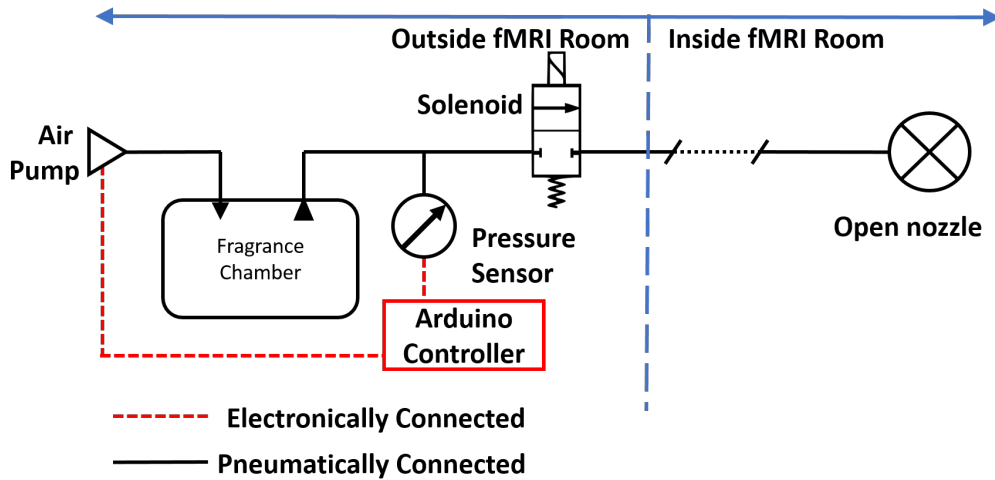 Outside fMRI Room
Inside fMRI Room
Solenoid
Air
Pump
Fragrance
Chamber
Pressure
Sensor
Open nozzle
Arduino
Controller
Electronically Connected
Pneumatically Connected